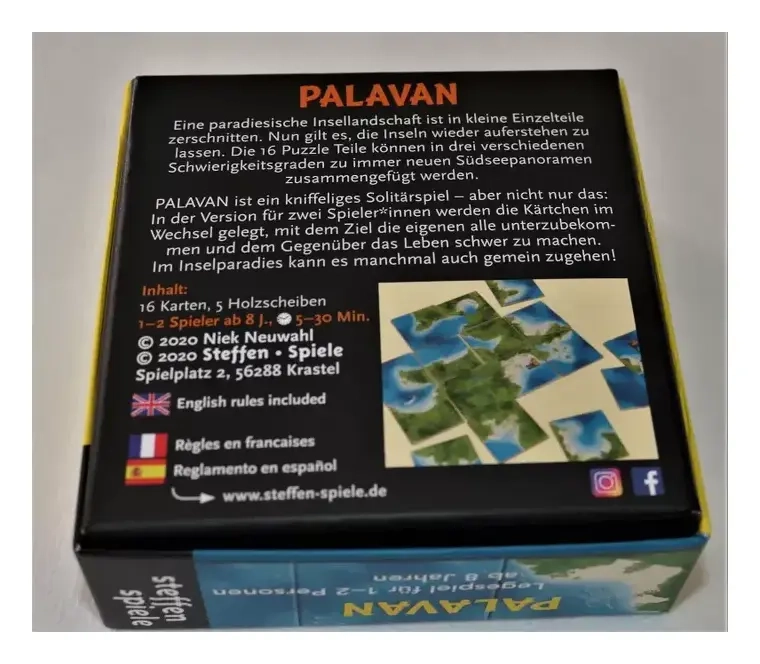 PALAVAN
Eine paradiesische Insellandschaft ist in kleine Einzelteile
zerschnitten. Nun gilt es, die Inseln wieder auferstehen zu
lassen. Die 16 Puzzle Teile können in drei verschiedenen
Schwierigkeitsgraden zu immer neuen Südseepanoramen
zusammengefügt werden.
PALAVAN ist ein kniffeliges Solitärspiel – aber nicht nur das:
In der Version für zwei Spieler*innen werden die Kärtchen im
Wechsel gelegt, mit dem Ziel die eigenen alle unterzubekom-
men und dem Gegenüber das Leben schwer zu machen.
Im Inselparadies kann es manchmal auch gemein zugehen!
Inhalt:
16 Karten, 5 Holzscheiben
1–2 Spieler ab 8 J., 5–30 Min.
© 2020 Niek Neuwahl
© 2020 Steffen • Spiele
Spielplatz 2, 56288 Krastel
English rules included
Règles en francaises
Reglamento en español
www.steffen-spiele.de
steffen
spiele
PALAVAN
Legespiel für 1–2 Personen
ab 8 Jahren